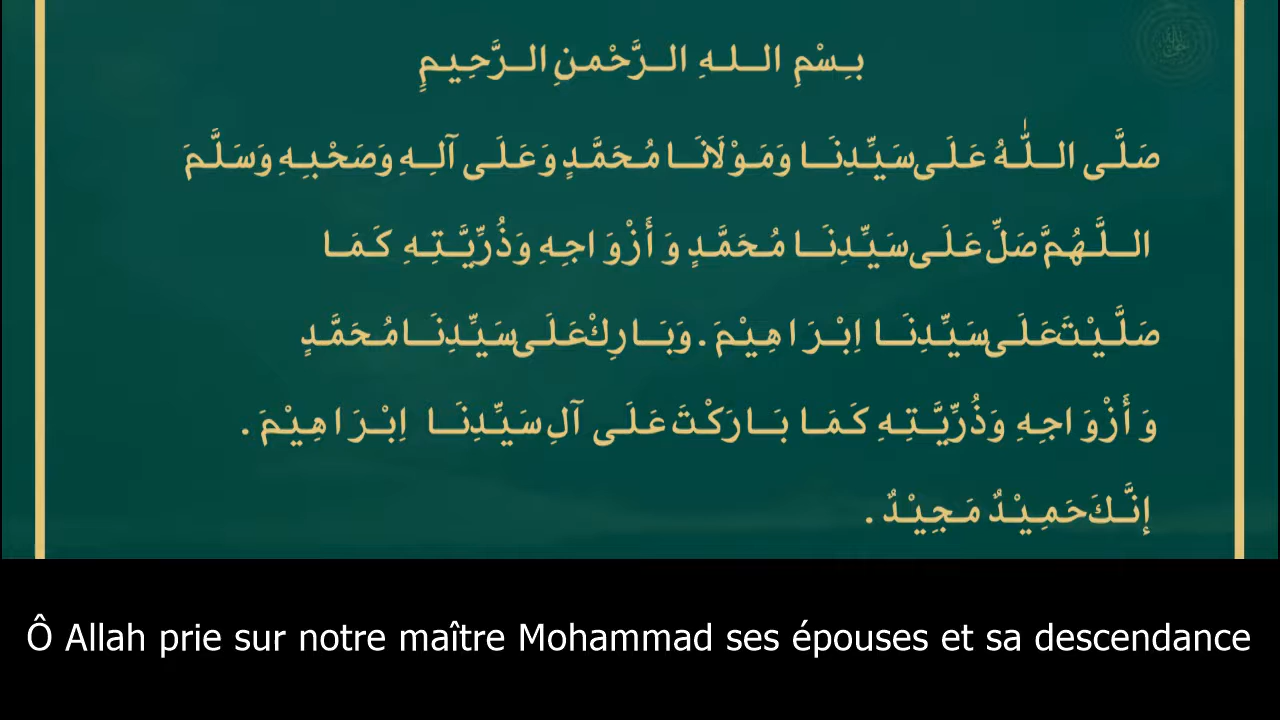 بِسْمِ اللهِ الرَّحْمنِ الرَّحِيمِ
صَلَّى اللّٰهُ عَلَى سَيِّدِنَا وَمَوْلَانَا مُحَمَّدٍ وَعَلَى آلِهِ وَصَحْبِهِ وَسَلَّمَ
اللَّهُمَّ صَلِّ عَلَى سَيِّدِنَا مُحَمَّدٍ وَ أَزْوَاجِهِ وَذُرِّيَّتِهِ كَمَا
صَلَّيْتَ عَلَى سَيِّدِنَا اِبْرَاهِيْمَ . وَبَارِكْ عَلَى سَيِّدِنَا مُحَمَّدٍ
وَ أَزْوَاجِهِ وَذُرِّيَّتِهِ كَمَا بَارَكْتَ عَلَى آلِ سَيِّدِنَا اِبْرَاهِيْمَ .
إِنَّكَ حَمِيْدٌ مَجِيْدٌ .
Ô Allah prie sur notre maître Mohammad ses épouses et sa descendance